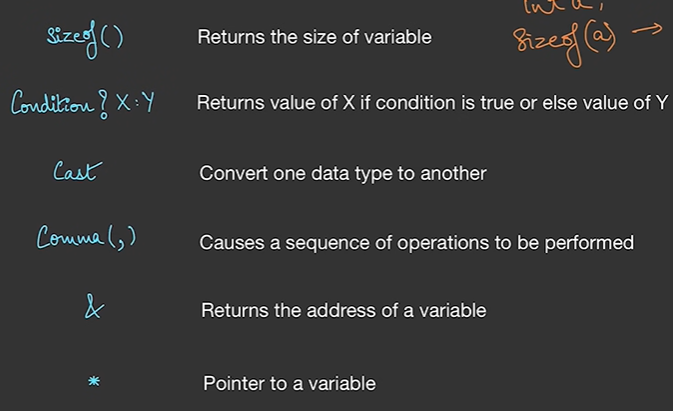 int a;
Sizeof() Returns the size of variable Sizeof(a) →
Condition? X:Y Returns value of X if condition is true or else value of Y
Cast Convert one data type to another
Comma(,) Causes a sequence of operations to be performed
& Returns the address of a variable
* Pointer to a variable